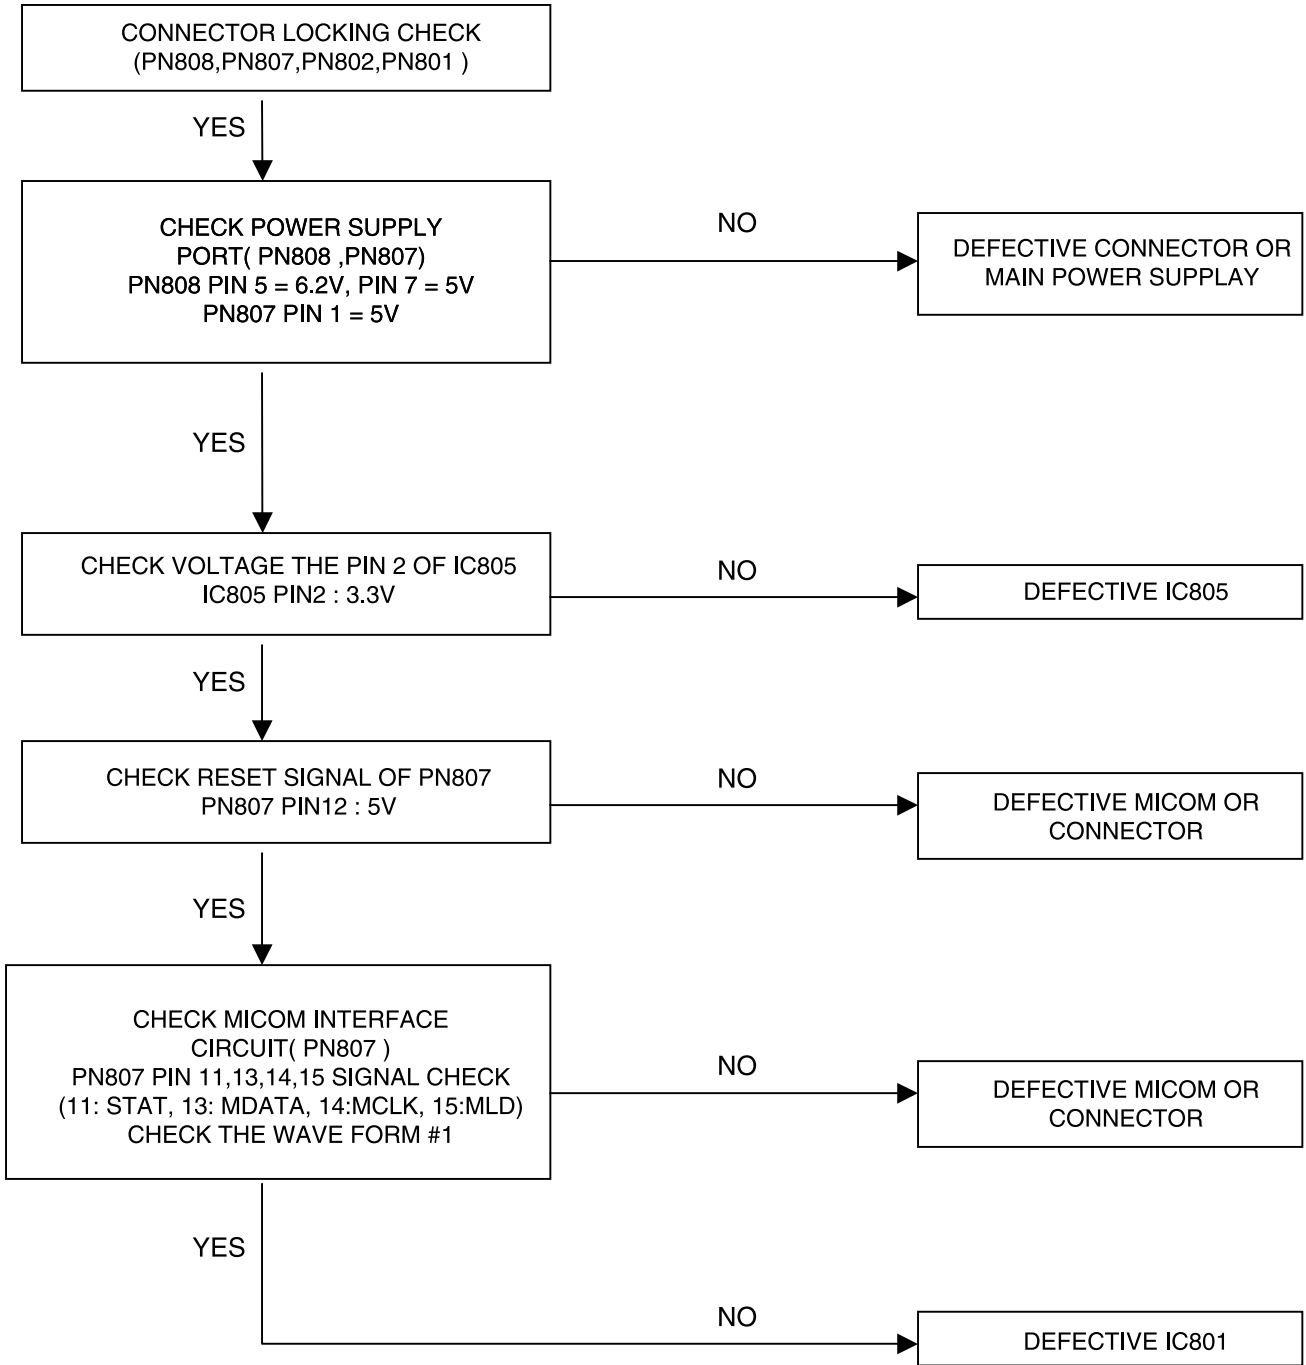 CONNECTOR LOCKING CHECK
(PN808,PN807,PN802,PN801 )
YES
CHECK POWER SUPPLY
PORT( PN808 ,PN807)
PN808 PIN 5 = 6.2V, PIN 7 = 5V
PN807 PIN 1 = 5V
NO
DEFECTIVE CONNECTOR OR
MAIN POWER SUPPLAY
YES
CHECK VOLTAGE THE PIN 2 OF IC805
IC805 PIN2 : 3.3V
NO
DEFECTIVE IC805
YES
CHECK RESET SIGNAL OF PN807
PN807 PIN12 : 5V
NO
DEFECTIVE MICOM OR
CONNECTOR
YES
CHECK MICOM INTERFACE
CIRCUIT( PN807 )
PN807 PIN 11,13,14,15 SIGNAL CHECK
(11: STAT, 13: MDATA, 14:MCLK, 15:MLD)
CHECK THE WAVE FORM #1
NO
DEFECTIVE MICOM OR
CONNECTOR
YES
NO
DEFECTIVE IC801